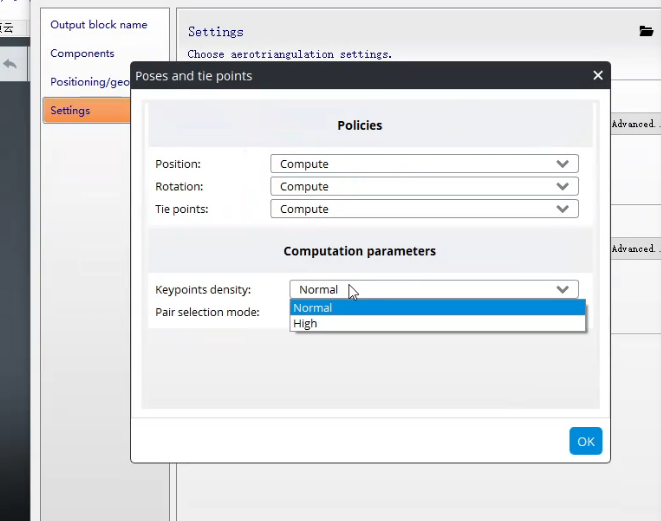 Output block name
Components
Positioning/geo
Settings
Settings
Choose aerotriangulation settings.
Poses and tie points
Policies
Position:
Compute
Rotation:
Compute
Tie points:
Compute
Computation parameters
Keypoints density:
Normal
Normal
High
Pair selection mode:
OK
Advanced.
Advanced.
云